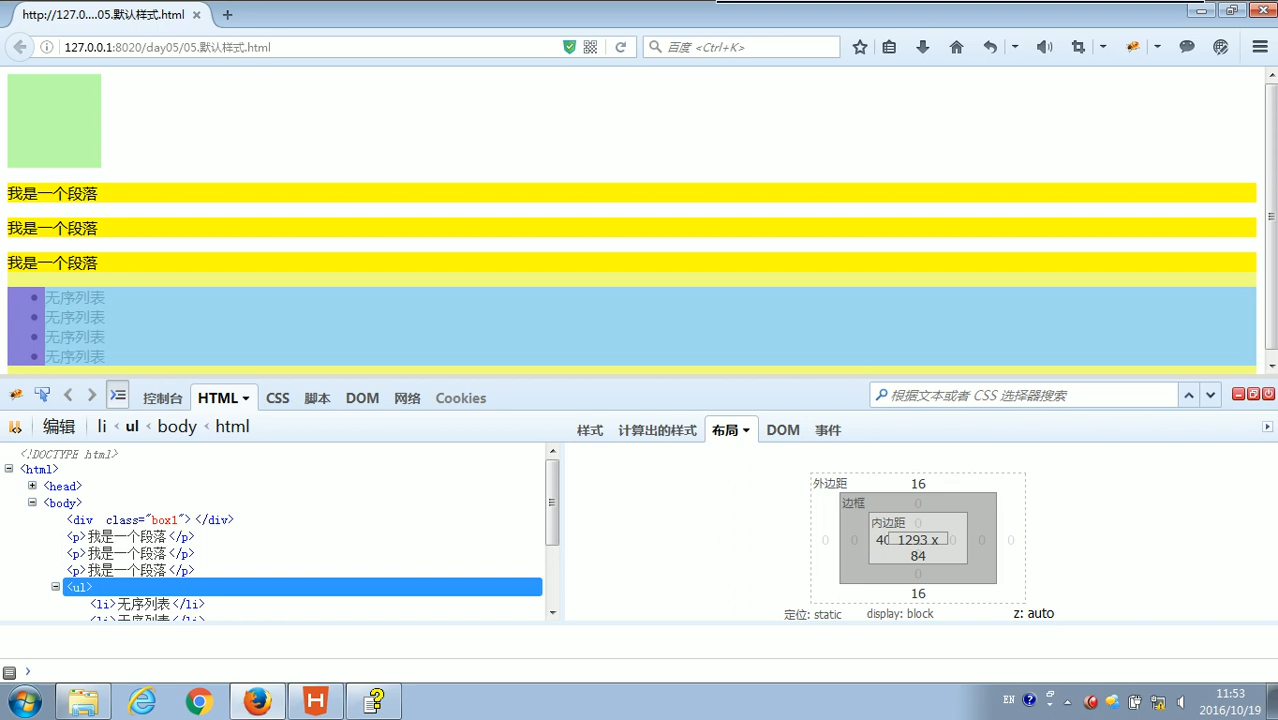 http://127.0....05.默认样式.html
127.0.0.1:8020/day05/05.默认样式.html
百度 <Ctrl+K>
我是一个段落
我是一个段落
我是一个段落
无序列表
无序列表
无序列表
无序列表
控制台 HTML CSS 脚本 DOM 网络 Cookies
根据文本或者 CSS 选择器搜索
编辑 li < ul < body < html
样式 计算出的样式 布局 DOM 事件
<!DOCTYPE html>
<html>
<head>
<body>
<div class="box1"></div>
<p>我是一个段落</p>
<p>我是一个段落</p>
<p>我是一个段落</p>
<ul>
<li>无序列表</li>
<li>无序列表</li>
外边距 16
边框 0
内边距 0
0 0 40 1293 x 0 0 0
84
0
0
16
定位: static display: block z: auto
EN
11:53
2016/10/19